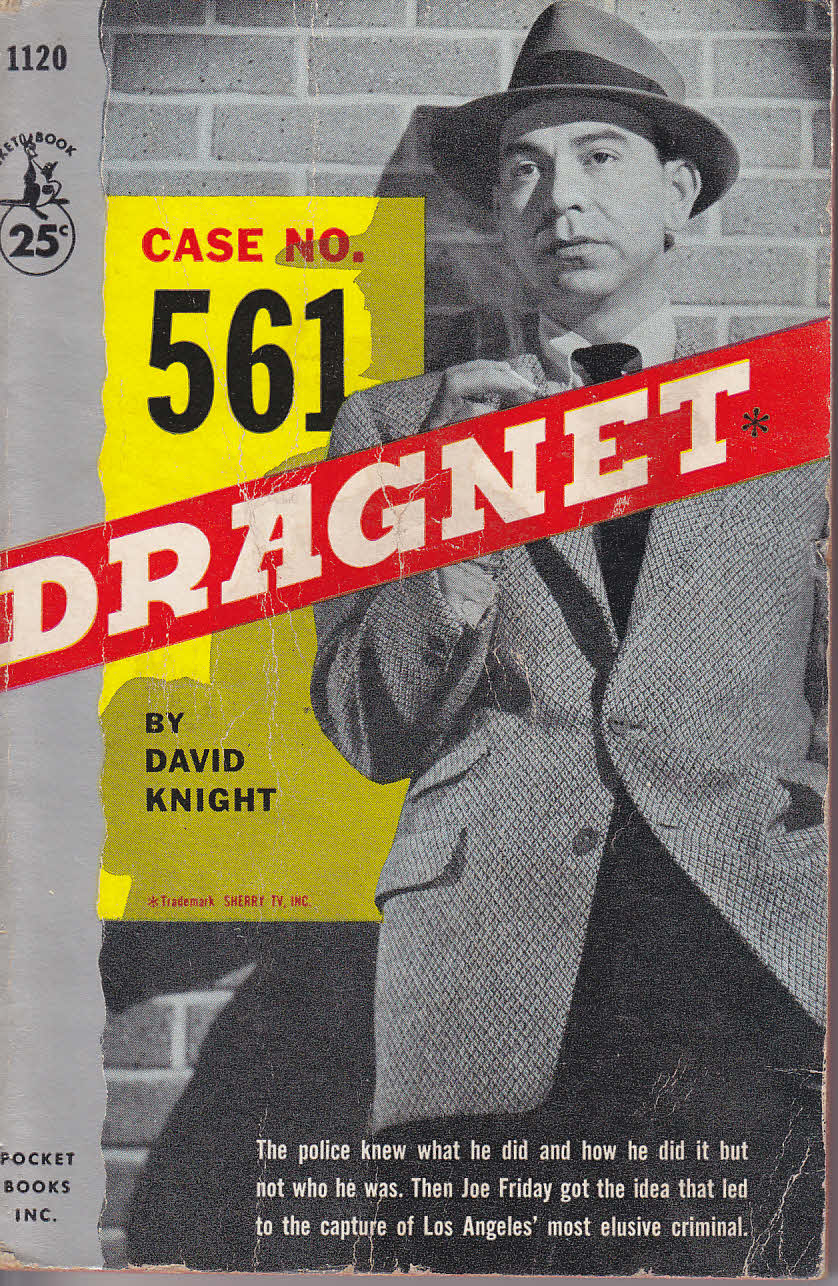 1120
KET BOOK
25¢
CASE NO.
561
DRAGNET*
BY
DAVID
KNIGHT
*Trademark SHERRY TV, INC.
The police knew what he did and how he did it but
not who he was. Then Joe Friday got the idea that led
to the capture of Los Angeles' most elusive criminal.
POCKET
BOOKS
INC.